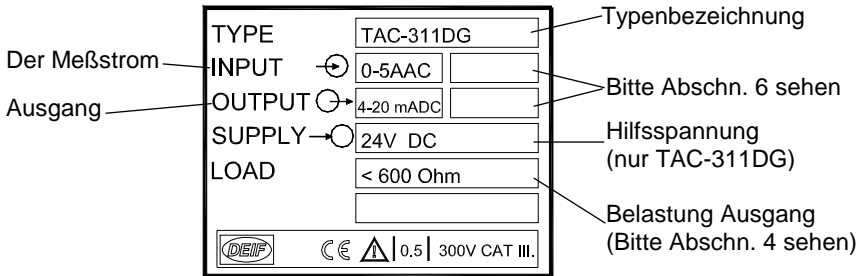 TYPE TAC-311DG Typenbezeichnung
Der Meßstrom INPUT 0-5AAC
Bitte Abschn. 6 sehen
Ausgang OUTPUT 4-20 mADC
SUPPLY 24V DC Hilfsspannung
(nur TAC-311DG)
LOAD < 600 Ohm
Belastung Ausgang
(Bitte Abschn. 4 sehen)
DEIF CE 0.5 300V CAT III.